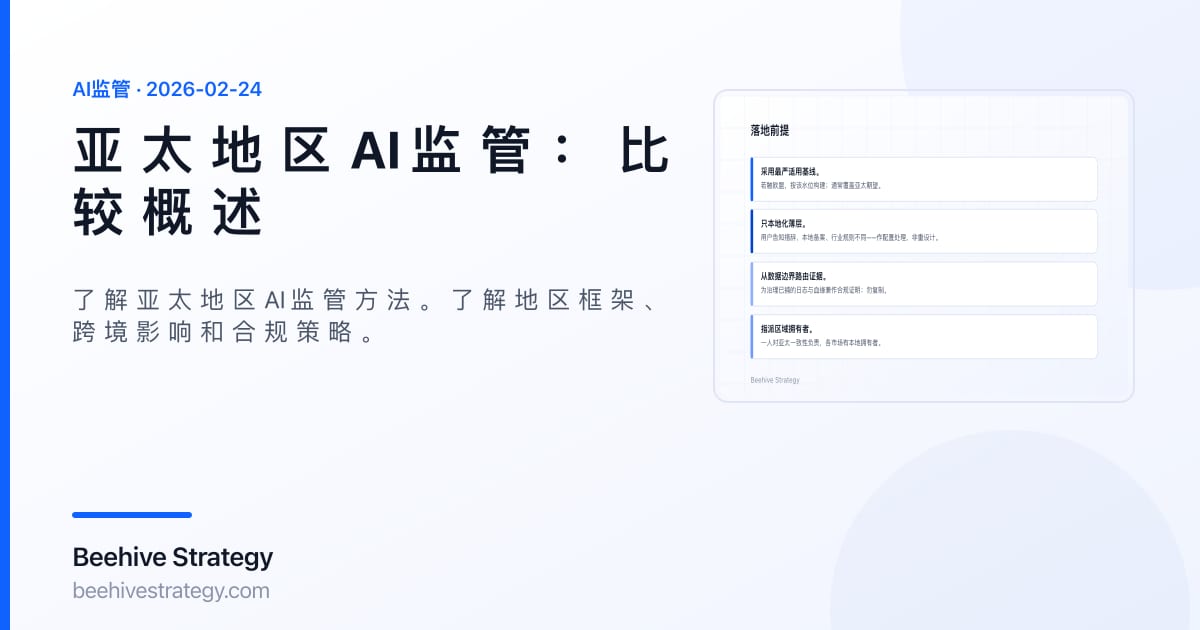 AI监管 · 2026-02-24
亚太地区AI监管：比
较概述
了解亚太地区AI监管方法。了解地区框架、
跨境影响和合规策略。
落地前提
采用最严适用基线。
若触欧盟，按该水位构建；通常覆盖亚太期望。
只本地化薄层。
用户告知措辞、本地备案、行业规则不同——作配置处理，非重设计。
从数据边界路由证据。
为治理已捕的日志与血缘兼作合规证明；勿复制。
指派区域拥有者。
一人对亚太一致性负责，各市场有本地拥有者。
Beehive Strategy
Beehive Strategy
beehivestrategy.com